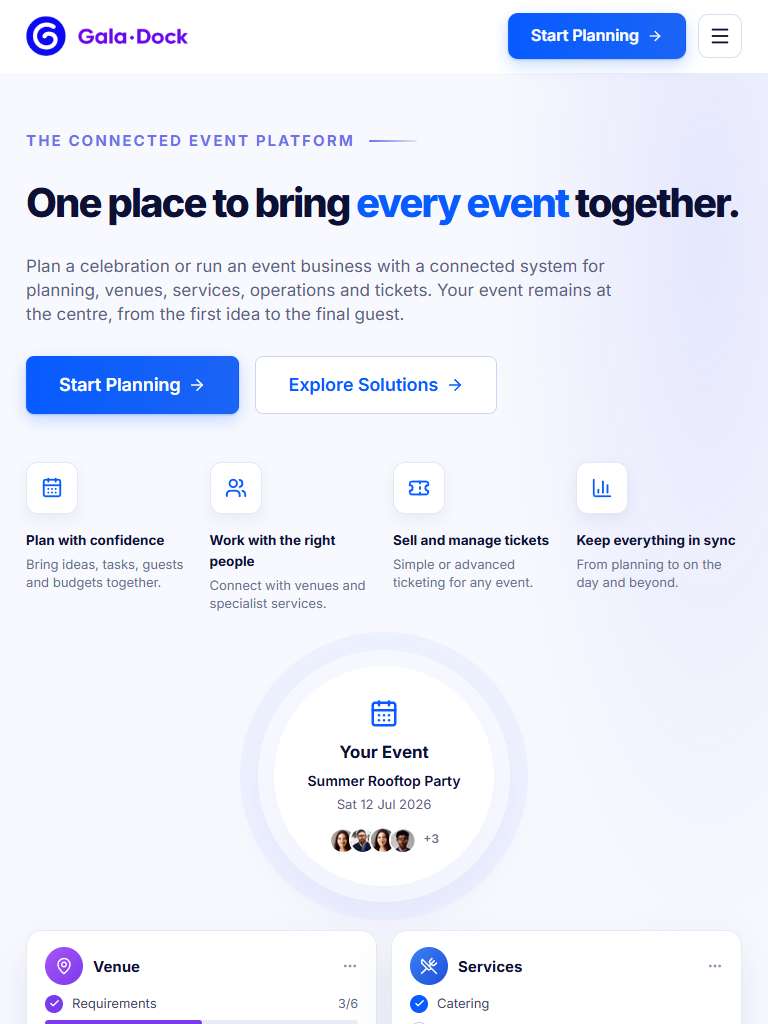 Gala·Dock
Start Planning
THE CONNECTED EVENT PLATFORM
One place to bring every event together.
Plan a celebration or run an event business with a connected system for
planning, venues, services, operations and tickets. Your event remains at
the centre, from the first idea to the final guest.
Start Planning
Explore Solutions
Plan with confidence
Bring ideas, tasks, guests
and budgets together.
Work with the right
people
Connect with venues and
specialist services.
Sell and manage tickets
Simple or advanced
ticketing for any event.
Keep everything in sync
From planning to on the
day and beyond.
Your Event
Summer Rooftop Party
Sat 12 Jul 2026
+3
Venue
Requirements 3/6
Services
Catering